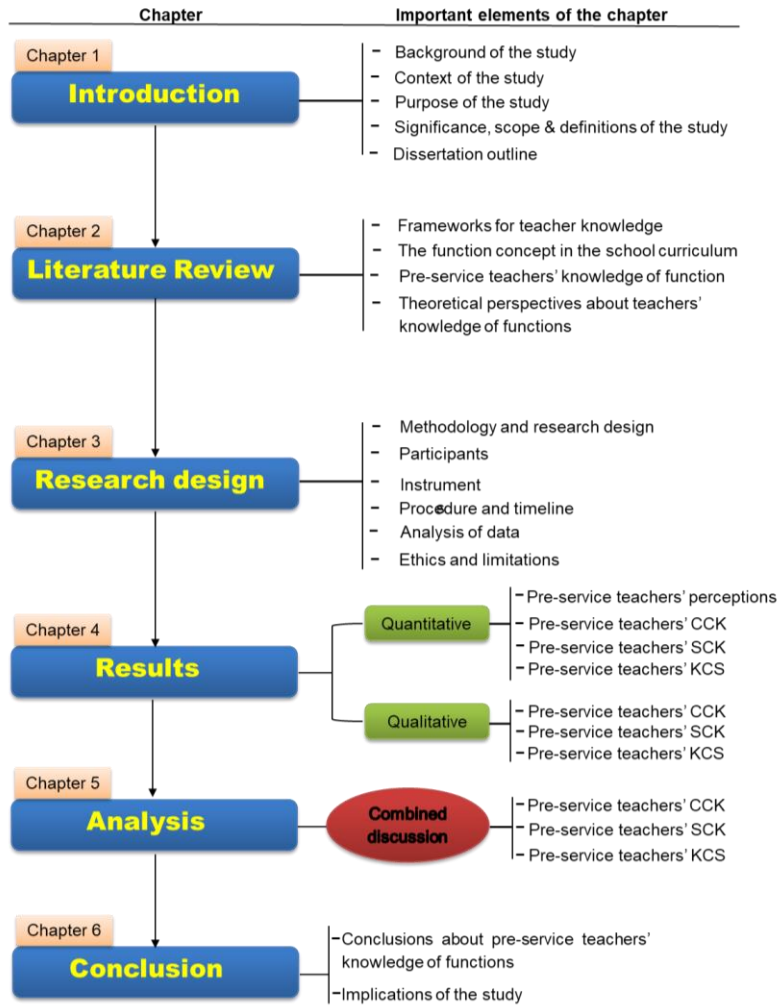 Chapter Important elements of the chapter
Chapter 1
Introduction
- Background of the study
- Context of the study
- Purpose of the study
- Significance, scope & definitions of the study
- Dissertation outline
Chapter 2
Literature Review
- Frameworks for teacher knowledge
- The function concept in the school curriculum
- Pre-service teachers' knowledge of function
- Theoretical perspectives about teachers'
knowledge of functions
Chapter 3
Research design
- Methodology and research design
- Participants
- Instrument
- Procedure and timeline
- Analysis of data
- Ethics and limitations
Chapter 4
Results
Quantitative
- Pre-service teachers' perceptions
- Pre-service teachers' CCK
- Pre-service teachers' SCK
- Pre-service teachers' KCS
Qualitative
- Pre-service teachers' CCK
- Pre-service teachers' SCK
- Pre-service teachers' KCS
Chapter 5
Analysis
Combined
discussion
- Pre-service teachers' CCK
- Pre-service teachers' SCK
- Pre-service teachers' KCS
Chapter 6
Conclusion
- Conclusions about pre-service teachers'
knowledge of functions
- Implications of the study